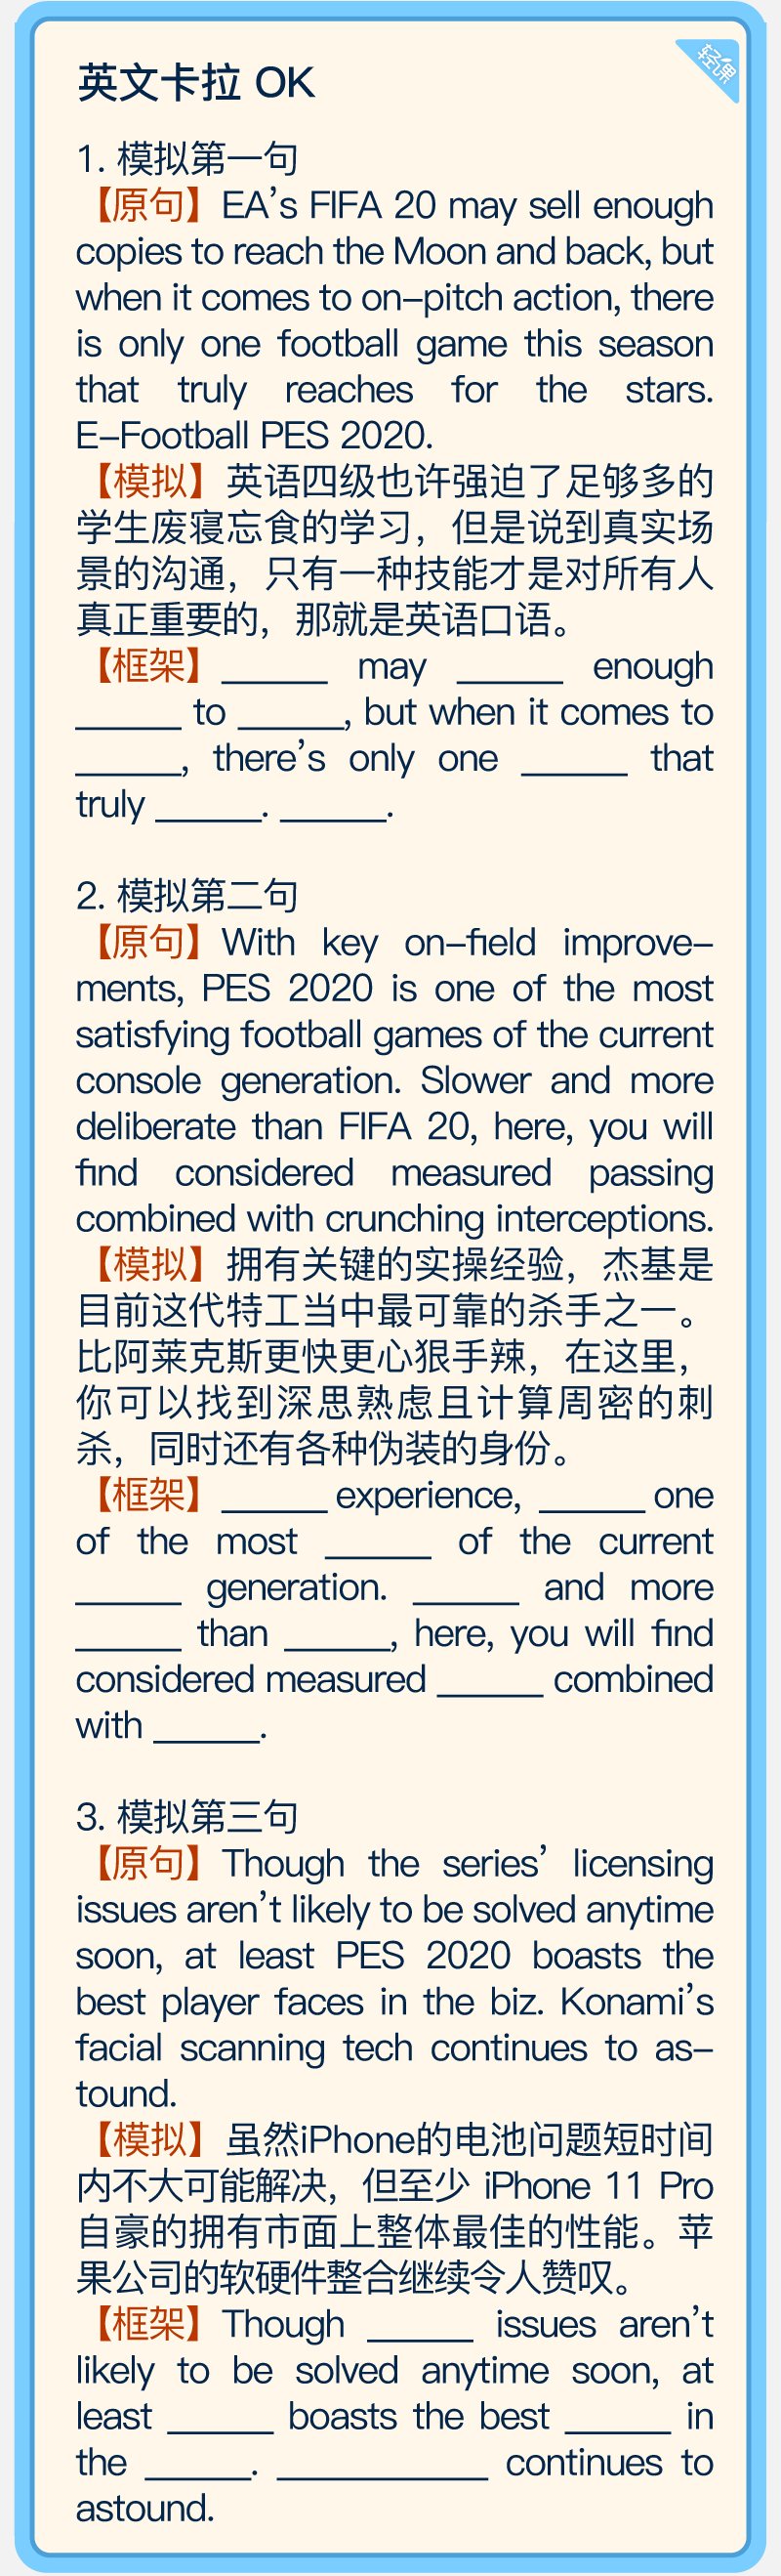 英文卡拉 OK
轻课
1. 模拟第一句
【原句】EA's FIFA 20 may sell enough
copies to reach the Moon and back, but
when it comes to on-pitch action, there
is only one football game this season
that truly reaches for the stars.
E-Football PES 2020.
【模拟】英语四级也许强迫了足够多的
学生废寝忘食的学习，但是说到真实场
景的沟通，只有一种技能才是对所有人
真正重要的，那就是英语口语。
【框架】______ may ______ enough
______ to ______, but when it comes to
______, there's only one ______ that
truly ______. ______.
2. 模拟第二句
【原句】With key on-field improve-
ments, PES 2020 is one of the most
satisfying football games of the current
console generation. Slower and more
deliberate than FIFA 20, here, you will
find considered measured passing
combined with crunching interceptions.
【模拟】拥有关键的实操经验，杰基是
目前这代特工当中最可靠的杀手之一。
比阿莱克斯更快更心狠手辣，在这里，
你可以找到深思熟虑且计算周密的刺
杀，同时还有各种伪装的身份。
【框架】______ experience, ______ one
of the most ______ of the current
______ generation. ______ and more
______ than ______, here, you will find
considered measured ______ combined
with ______.
3. 模拟第三句
【原句】Though the series' licensing
issues aren't likely to be solved anytime
soon, at least PES 2020 boasts the
best player faces in the biz. Konami's
facial scanning tech continues to as-
tound.
【模拟】虽然iPhone的电池问题短时间
内不大可能解决，但至少 iPhone 11 Pro
自豪的拥有市面上整体最佳的性能。苹
果公司的软硬件整合继续令人赞叹。
【框架】Though ______ issues aren't
likely to be solved anytime soon, at
least ______ boasts the best ______ in
the ______. ____________ continues to
astound.